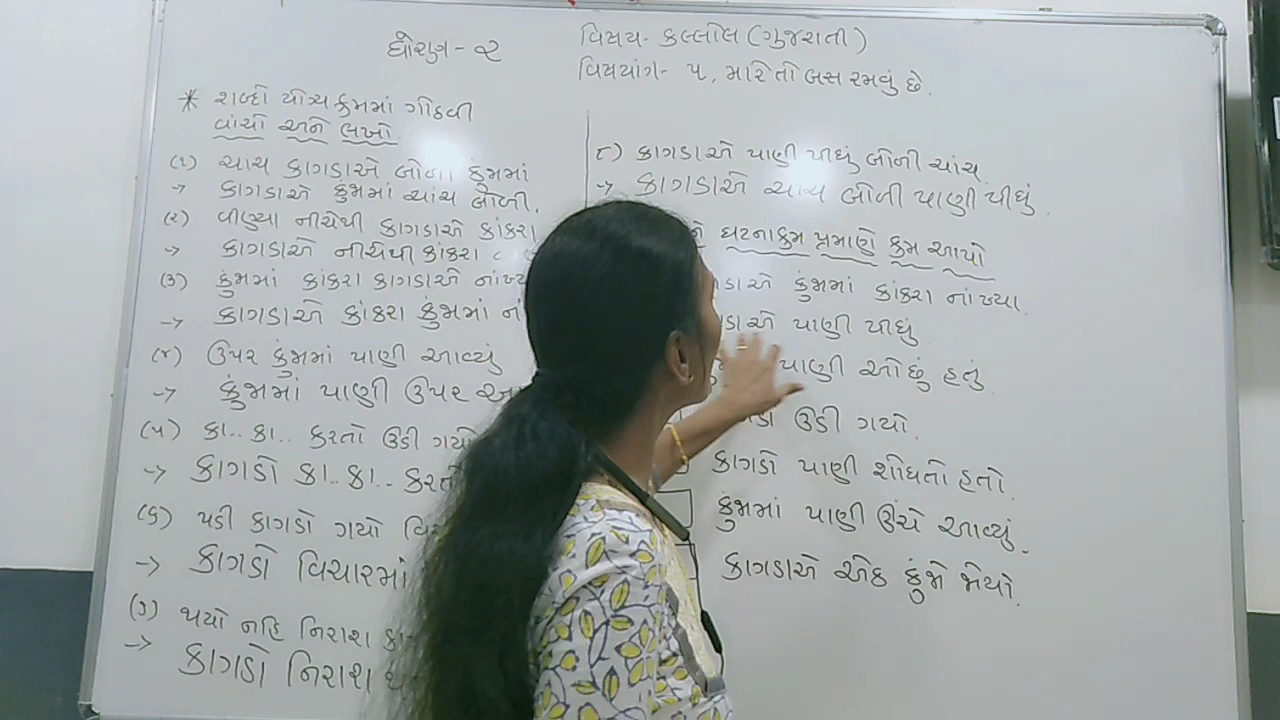 ધોરણ - ૨
વિષય - કલ્લોલ (ગુજરાતી)
વિષયાંગ - ૫, મારે તો બસ રમવું છે.
* શબ્દો યોગ્ય ક્રમમાં ગોઠવી
વાંચો અને લખો.
(૧) ચાચ કાગડાએ બોળી કુંજામાં
→ કાગડાએ કુંજામાં ચાંચ બોળી.
(૨) વીણ્યા નીચેથી કાગડાએ કાંકરા
→ કાગડાએ નીચેથી કાંકરા
(૩) કુંજામાં કાંકરા કાગડાએ નાંખ્યા
→ કાગડાએ કાંકરા કુંજામાં
(૪) ઉપર કુંજામાં પાણી આવ્યું
→ કુંજામાં પાણી ઉપર
(૫) કા.. કા.. કરતો ઉડી ગયો
→ કાગડો કા.. કા.. કરતો
(૬) પડી કાગડો ગયો
→ કાગડો વિચારમાં
(૭) થયો નહિ નિરાશ
→ કાગડો નિરાશ
૮) કાગડાએ પાણી પીધું બોળી ચાંચ
→ કાગડાએ ચાચ બોળી પાણી પીધું.
ઘટનાક્રમ પ્રમાણે ક્રમ આપો.
કુંજામાં કાંકરા નાંખ્યા.
પાણી પીધું
પાણી ઓછું હતું
ઉડી ગયો.
કાગડો પાણી શોધતો હતો.
કુંજામાં પાણી ઊંચે આવ્યું.
કાગડાએ એક કુંજો જોયો.